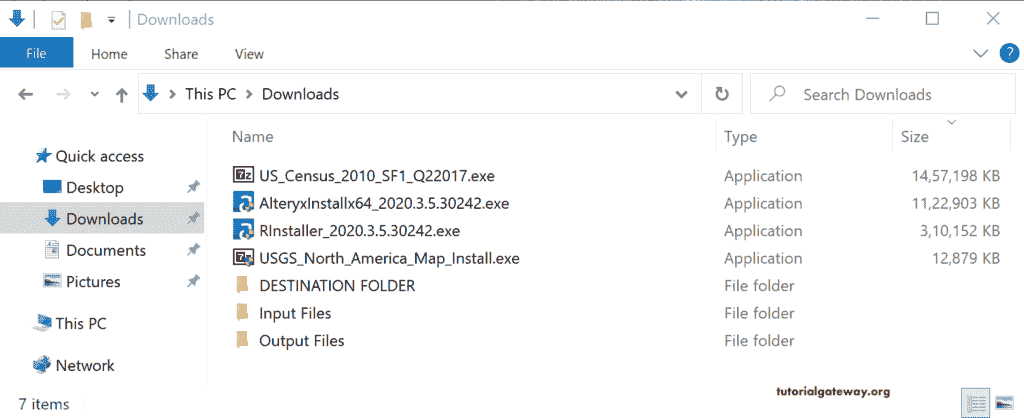 Downloads
File Home Share View ?
This PC Downloads Search Downloads
Name Type Size
Quick access
Desktop
Downloads
Documents
Pictures
This PC
Network
US_Census_2010_SF1_Q22017.exe Application 14,57,198 KB
AlteryxInstallx64_2020.3.5.30242.exe Application 11,22,903 KB
RInstaller_2020.3.5.30242.exe Application 3,10,152 KB
USGS_North_America_Map_Install.exe Application 12,879 KB
DESTINATION FOLDER File folder
Input Files File folder
Output Files File folder
tutorialgateway.org
7 items